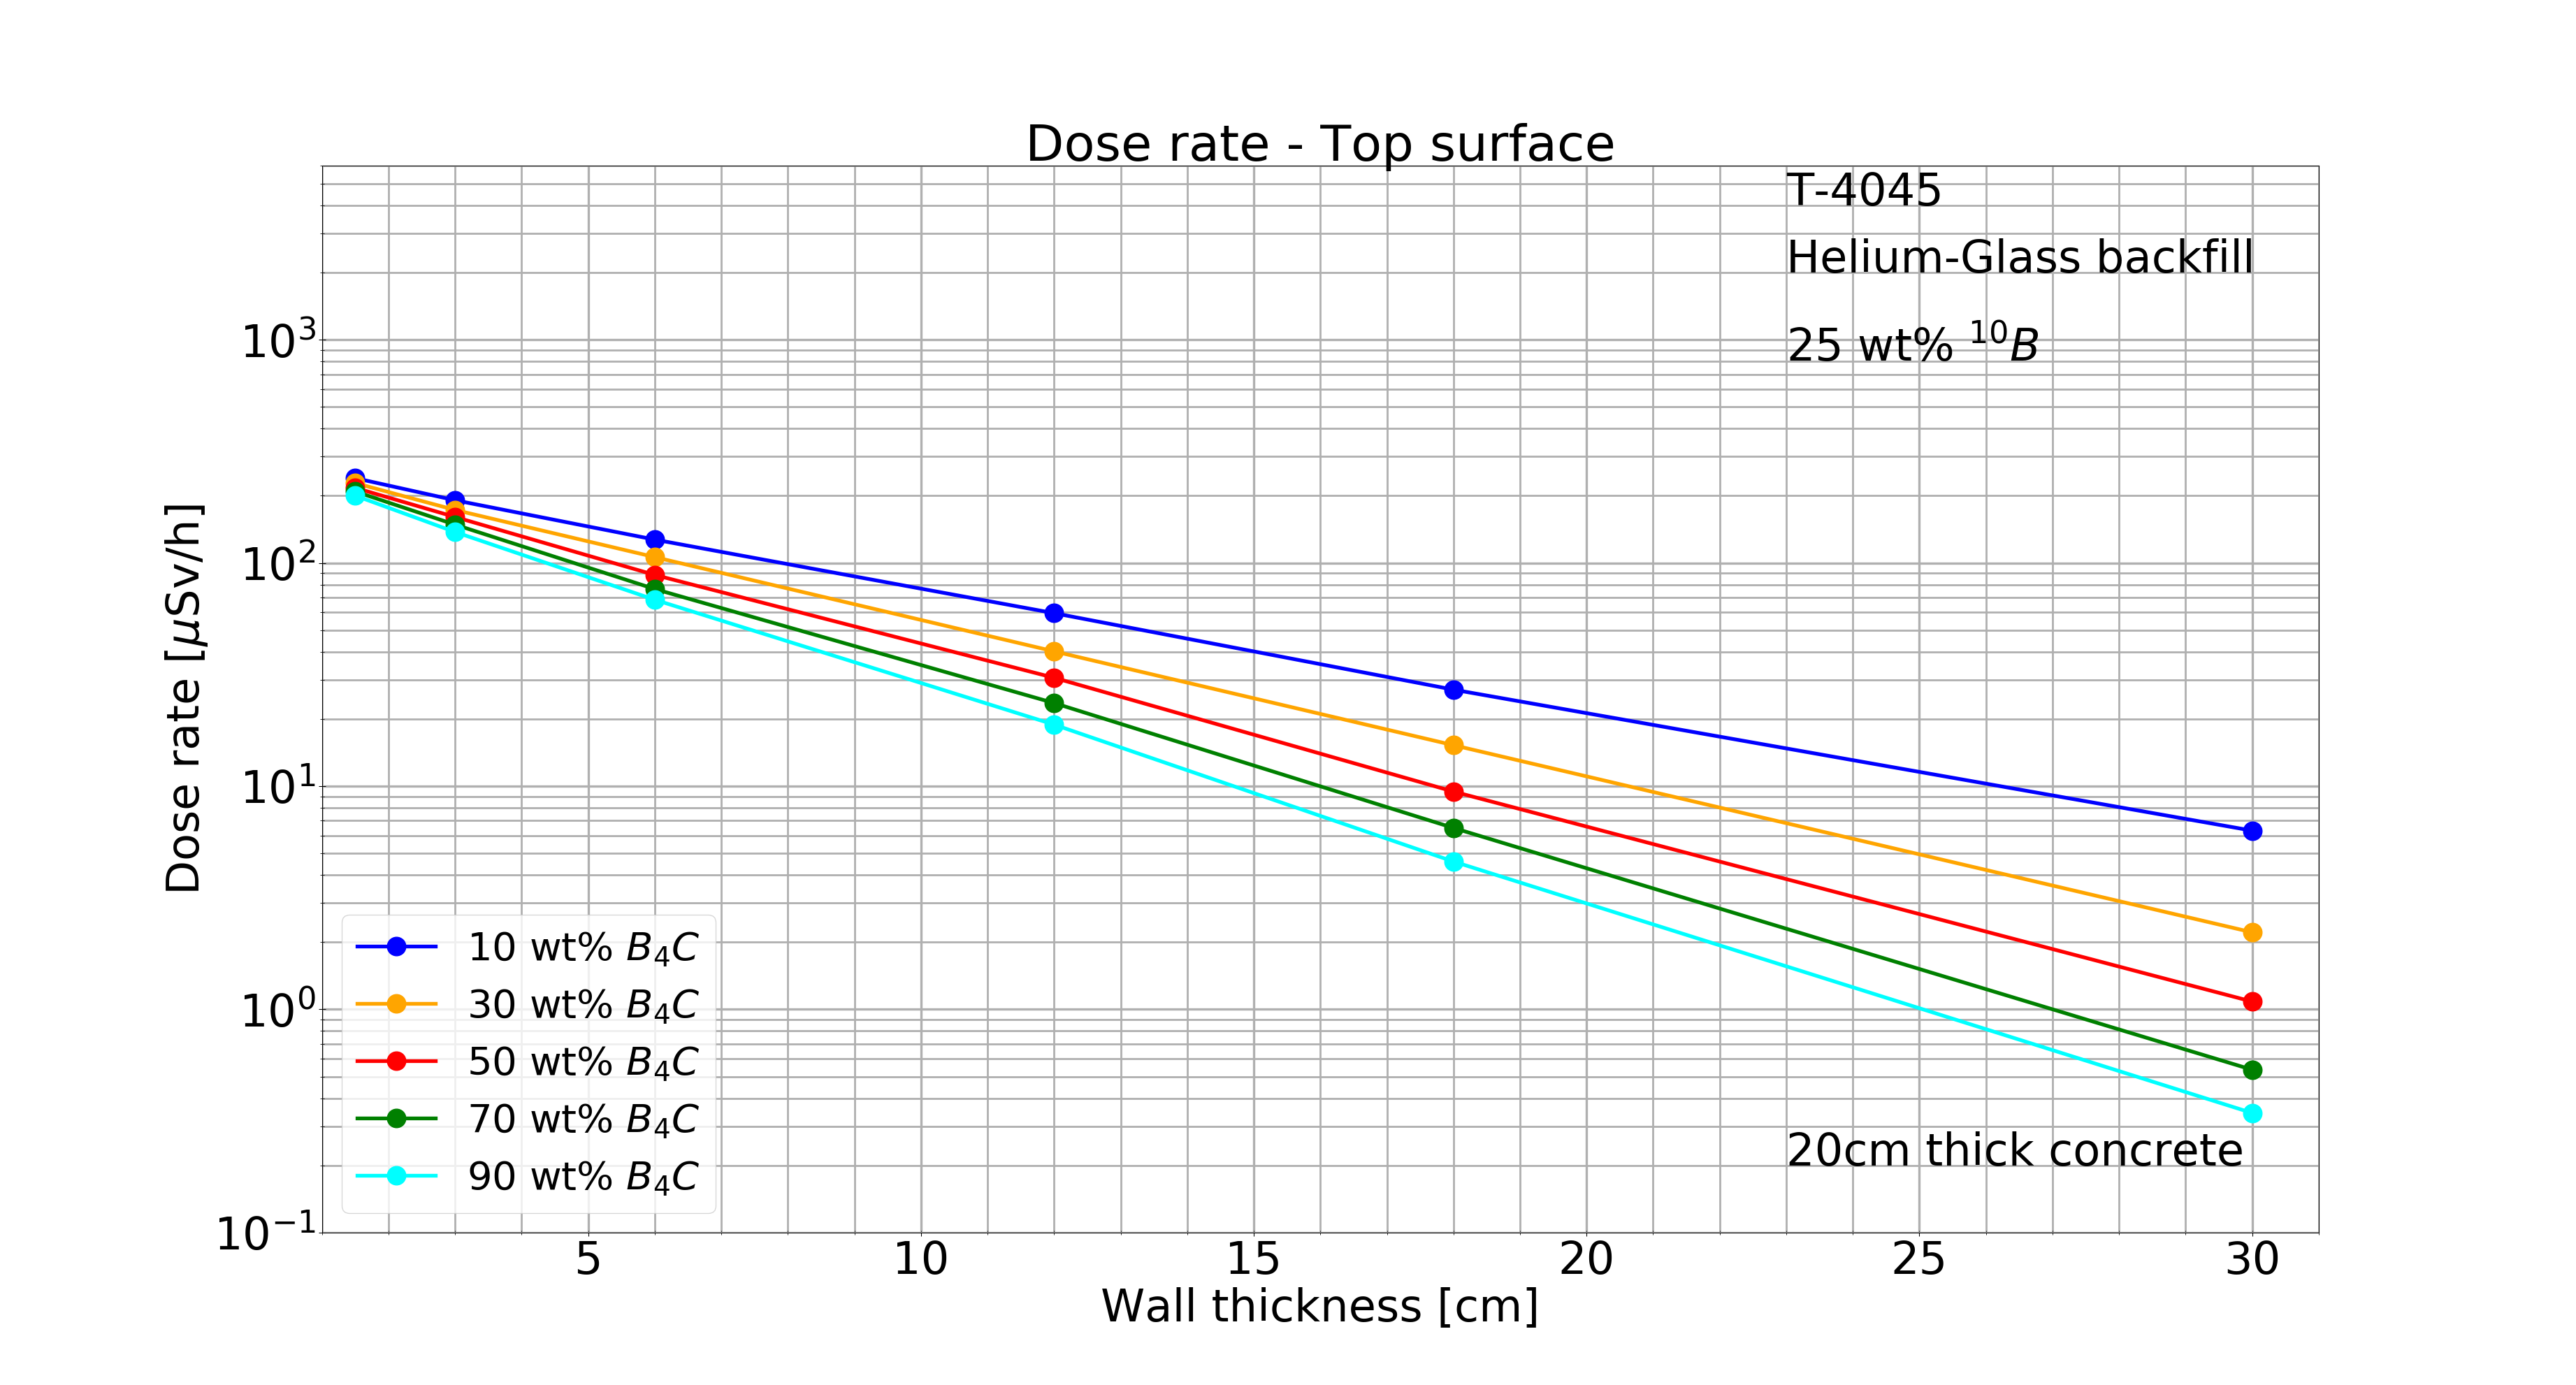 Dose rate - Top surface
T-4045
Helium-Glass backfill
25 wt% ¹⁰B
10³
10²
10¹
10⁰
10⁻¹
Dose rate [μSv/h]
10 wt% B₄C
30 wt% B₄C
50 wt% B₄C
70 wt% B₄C
90 wt% B₄C
20cm thick concrete
5 10 15 20 25 30
Wall thickness [cm]